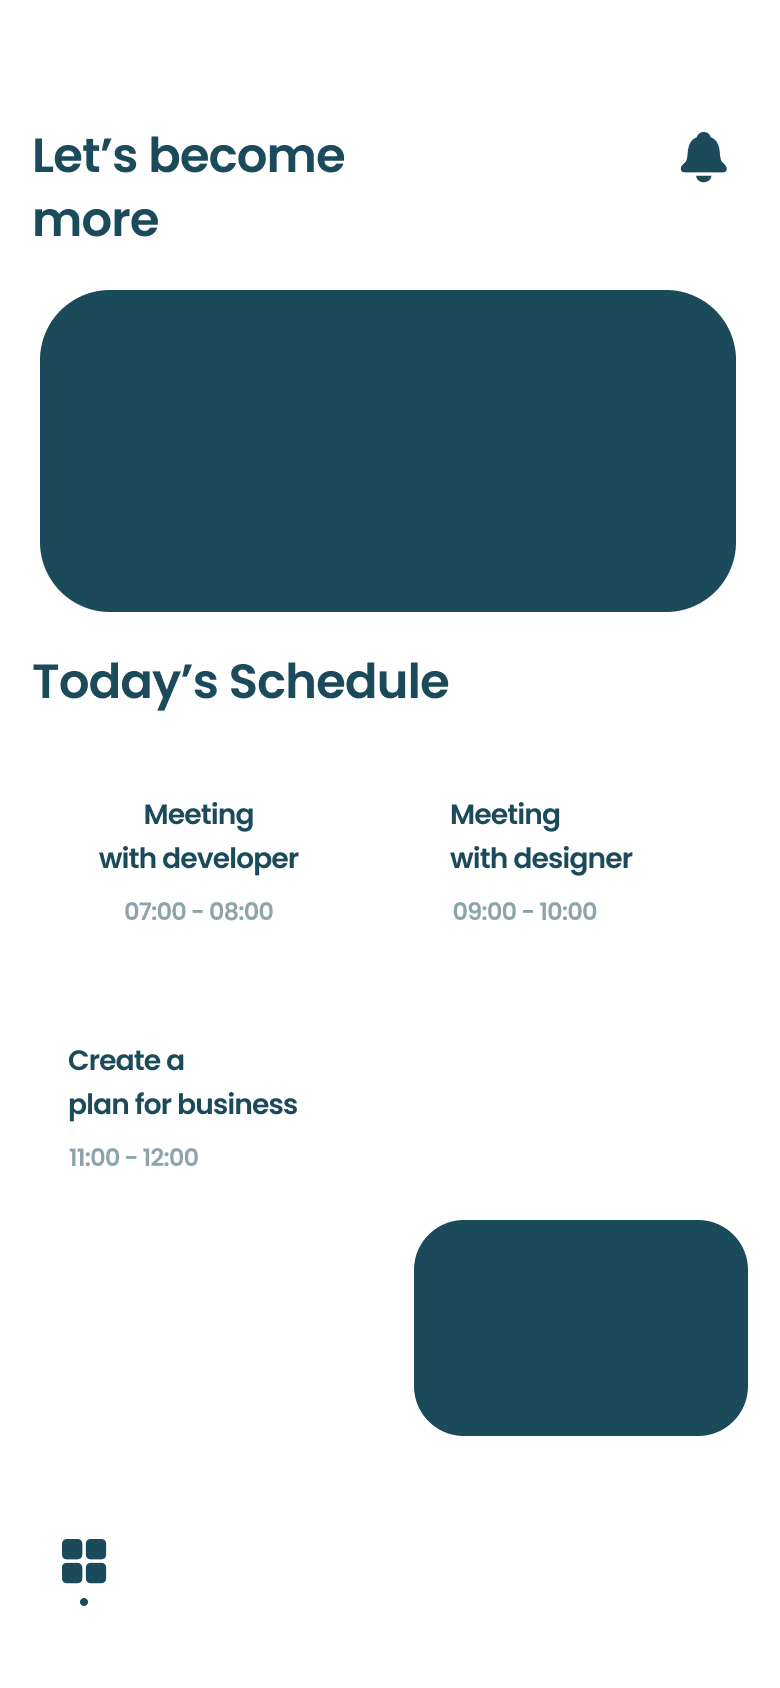 Let’s become
more
Today’s Schedule
Meeting
with developer
07:00 - 08:00
Meeting
with designer
09:00 - 10:00
Create a
plan for business
11:00 - 12:00